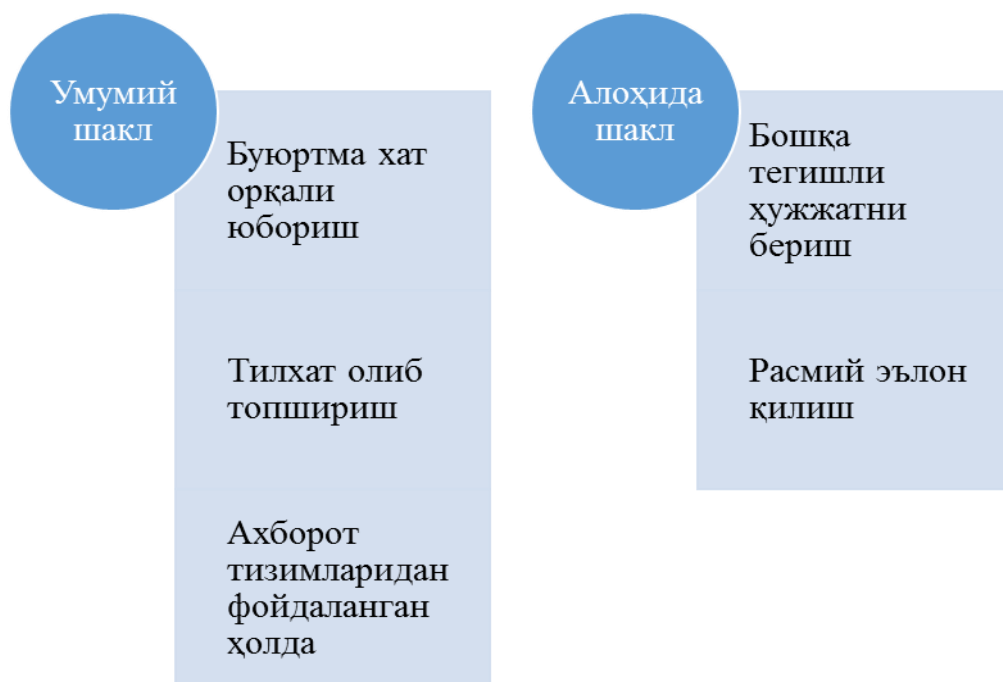 Умумий
шакл
Буюртма хат
орқали
юбориш
Тилхат олиб
топшириш
Ахборот
тизимларидан
фойдаланган
ҳолда
Алоҳида
шакл
Бошқа
тегишли
ҳужжатни
бериш
Расмий эълон
қилиш